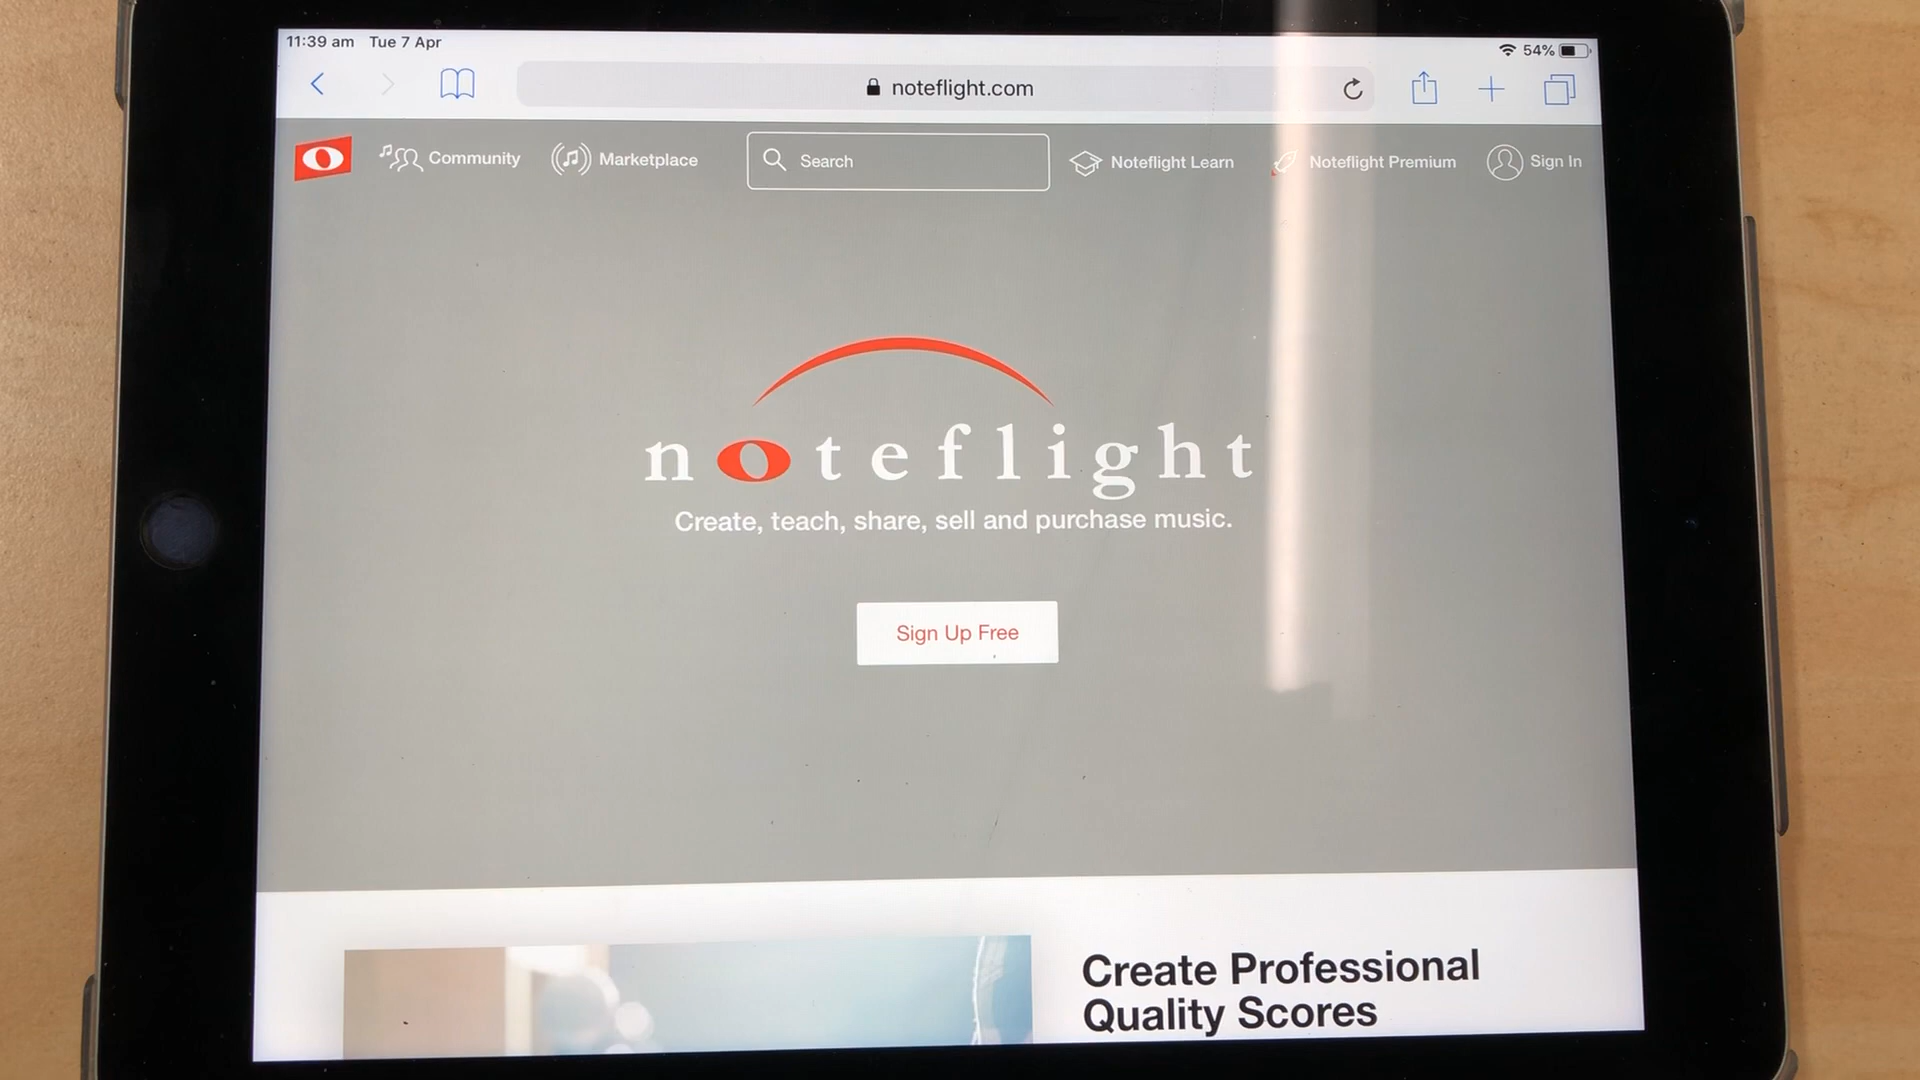 11:39 am Tue 7 Apr
54%
noteflight.com
Community
Marketplace
Search
Noteflight Learn
Noteflight Premium
Sign In
noteflight
Create, teach, share, sell and purchase music.
Sign Up Free
Create Professional
Quality Scores